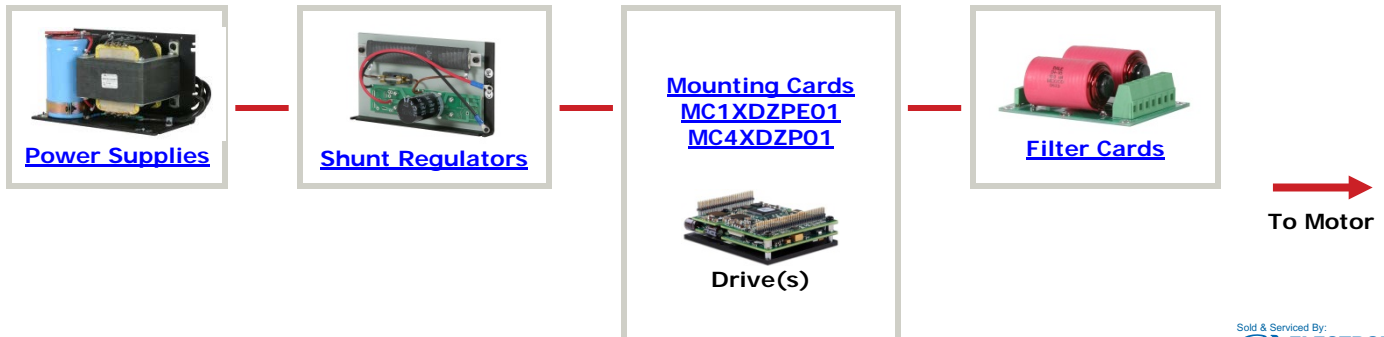 Power Supplies
Shunt Regulators
Mounting Cards
MC1XDZPE01
MC4XDZP01
Drive(s)
Filter Cards
To Motor
Sold & Serviced By: